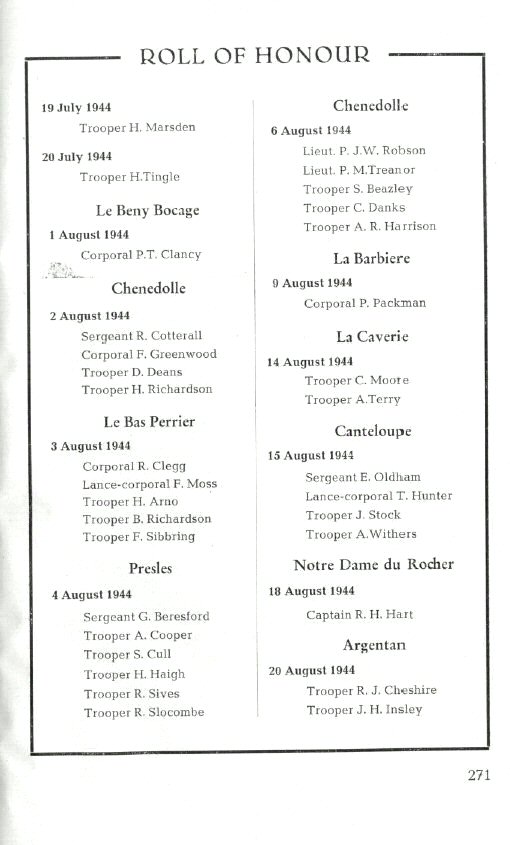 ROLL OF HONOUR
19 July 1944
Trooper H. Marsden
20 July 1944
Trooper H.Tingle
Le Beny Bocage
1 August 1944
Corporal P.T. Clancy
Chenedolle
2 August 1944
Sergeant R. Cotterall
Corporal F. Greenwood
Trooper D. Deans
Trooper H. Richardson
Le Bas Perrier
3 August 1944
Corporal R. Clegg
Lance-corporal F. Moss
Trooper H. Arno
Trooper B. Richardson
Trooper F. Sibbring
Presles
4 August 1944
Sergeant G. Beresford
Trooper A. Cooper
Trooper S. Cull
Trooper H. Haigh
Trooper R. Sives
Trooper R. Slocombe
Chenedolle
6 August 1944
Lieut. P. J.W. Robson
Lieut. P. M.Treanor
Trooper S. Beazley
Trooper C. Danks
Trooper A. R. Harrison
La Barbiere
9 August 1944
Corporal P. Packman
La Caverie
14 August 1944
Trooper C. Moore
Trooper A.Terry
Canteloupe
15 August 1944
Sergeant E. Oldham
Lance-corporal T. Hunter
Trooper J. Stock
Trooper A.Withers
Notre Dame du Rocher
18 August 1944
Captain R. H. Hart
Argentan
20 August 1944
Trooper R. J. Cheshire
Trooper J. H. Insley
271